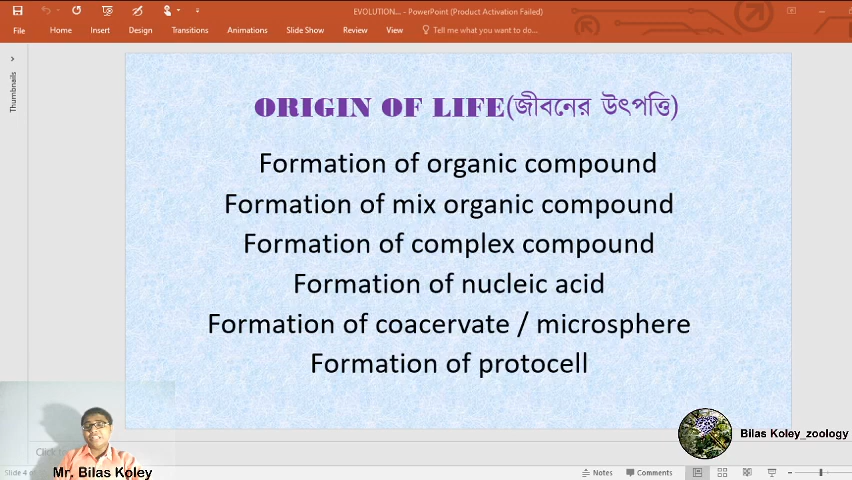 EVOLUTION... - PowerPoint (Product Activation Failed)
File Home Insert Design Transitions Animations Slide Show Review View Tell me what you want to do...
Thumbnails
ORIGIN OF LIFE(জীবনের উৎপত্তি)
Formation of organic compound
Formation of mix organic compound
Formation of complex compound
Formation of nucleic acid
Formation of coacervate / microsphere
Formation of protocell
Bilas Koley_zoology
Mr. Bilas Koley
Slide 4 Notes Comments